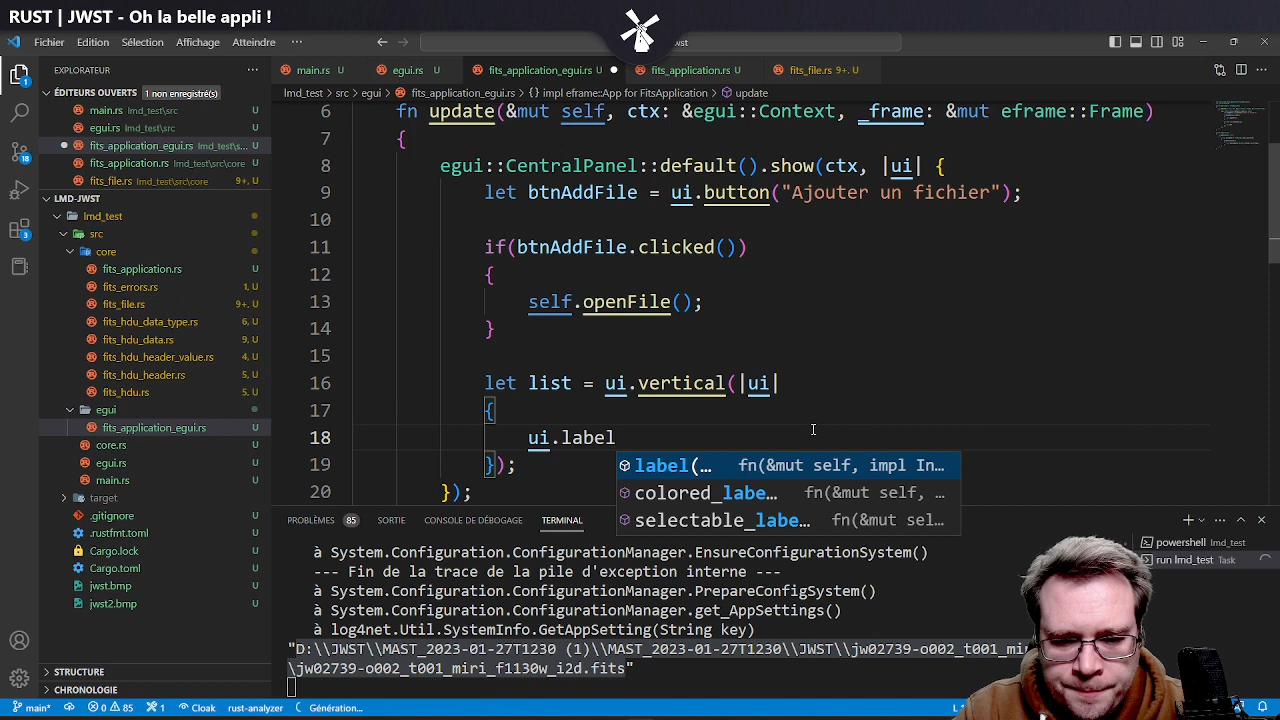 RUST | JWST - Oh la belle appli !
Fichier Edition Sélection Affichage Atteindre ··· wst
EXPLORATEUR ··· main.rs U egui.rs U fits_application_egui.rs U fits_application.rs U fits_file.rs 9+, U
ÉDITEURS OUVERTS 1 non enregistré(s) lmd_test > src > egui > fits_application_egui.rs > {} impl eframe::App for FitsApplication > update
main.rs lmd_test\src U
egui.rs lmd_test\src U
fits_application_egui.rs lmd_test\s... U
fits_application.rs lmd_test\src\core U
fits_file.rs lmd_test\src\core 9+, U
LMD-JWST
lmd_test
src
core
fits_application.rs U
fits_errors.rs 1, U
fits_file.rs 9+, U
fits_hdu_data_type.rs 6, U
fits_hdu_data.rs 9, U
fits_hdu_header_value.rs 4, U
fits_hdu_header.rs 5, U
fits_hdu.rs 5, U
egui
fits_application_egui.rs U
core.rs U
egui.rs U
main.rs U
target
.gitignore U
.rustfmt.toml U
Cargo.lock U
Cargo.toml U
jwst.bmp U
jwst2.bmp U
STRUCTURE
CHRONOLOGIE
6 fn update(&mut self, ctx: &egui::Context, _frame: &mut eframe::Frame)
7 {
8 egui::CentralPanel::default().show(ctx, |ui| {
9 let btnAddFile = ui.button("Ajouter un fichier");
10
11 if(btnAddFile.clicked())
12 {
13 self.openFile();
14 }
15
16 let list = ui.vertical(|ui|
17 {
18 ui.label
19 });
20 });
label(… fn(&mut self, impl In…
colored_labe… fn(&mut self, …
selectable_labe… fn(&mut sel…
PROBLÈMES 85 SORTIE CONSOLE DE DÉBOGAGE TERMINAL
powershell lmd_test
run lmd_test Task
à System.Configuration.ConfigurationManager.EnsureConfigurationSystem()
--- Fin de la trace de la pile d'exception interne ---
à System.Configuration.ConfigurationManager.PrepareConfigSystem()
à System.Configuration.ConfigurationManager.get_AppSettings()
à log4net.Util.SystemInfo.GetAppSetting(String key)
"D:\\JWST\\MAST_2023-01-27T1230 (1)\\MAST_2023-01-27T1230\\JWST\\jw02739-o002_t001_mir
\jw02739-o002_t001_miri_f1130w_i2d.fits"
main* 0 85 1 Cloak rust-analyzer Génération...